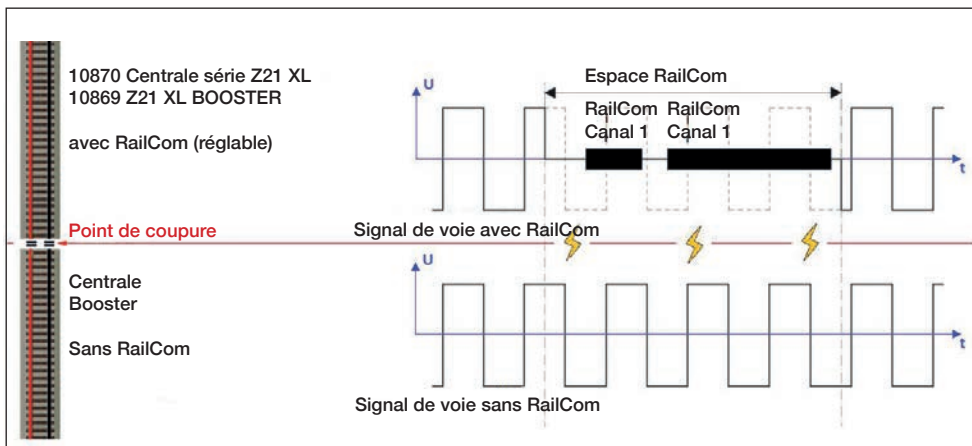 10870 Centrale série Z21 XL
10869 Z21 XL BOOSTER
avec RailCom (réglable)
Point de coupure
Centrale
Booster
Sans RailCom
Espace RailCom
U
RailCom
Canal 1
RailCom
Canal 1
t
Signal de voie avec RailCom
U
t
Signal de voie sans RailCom